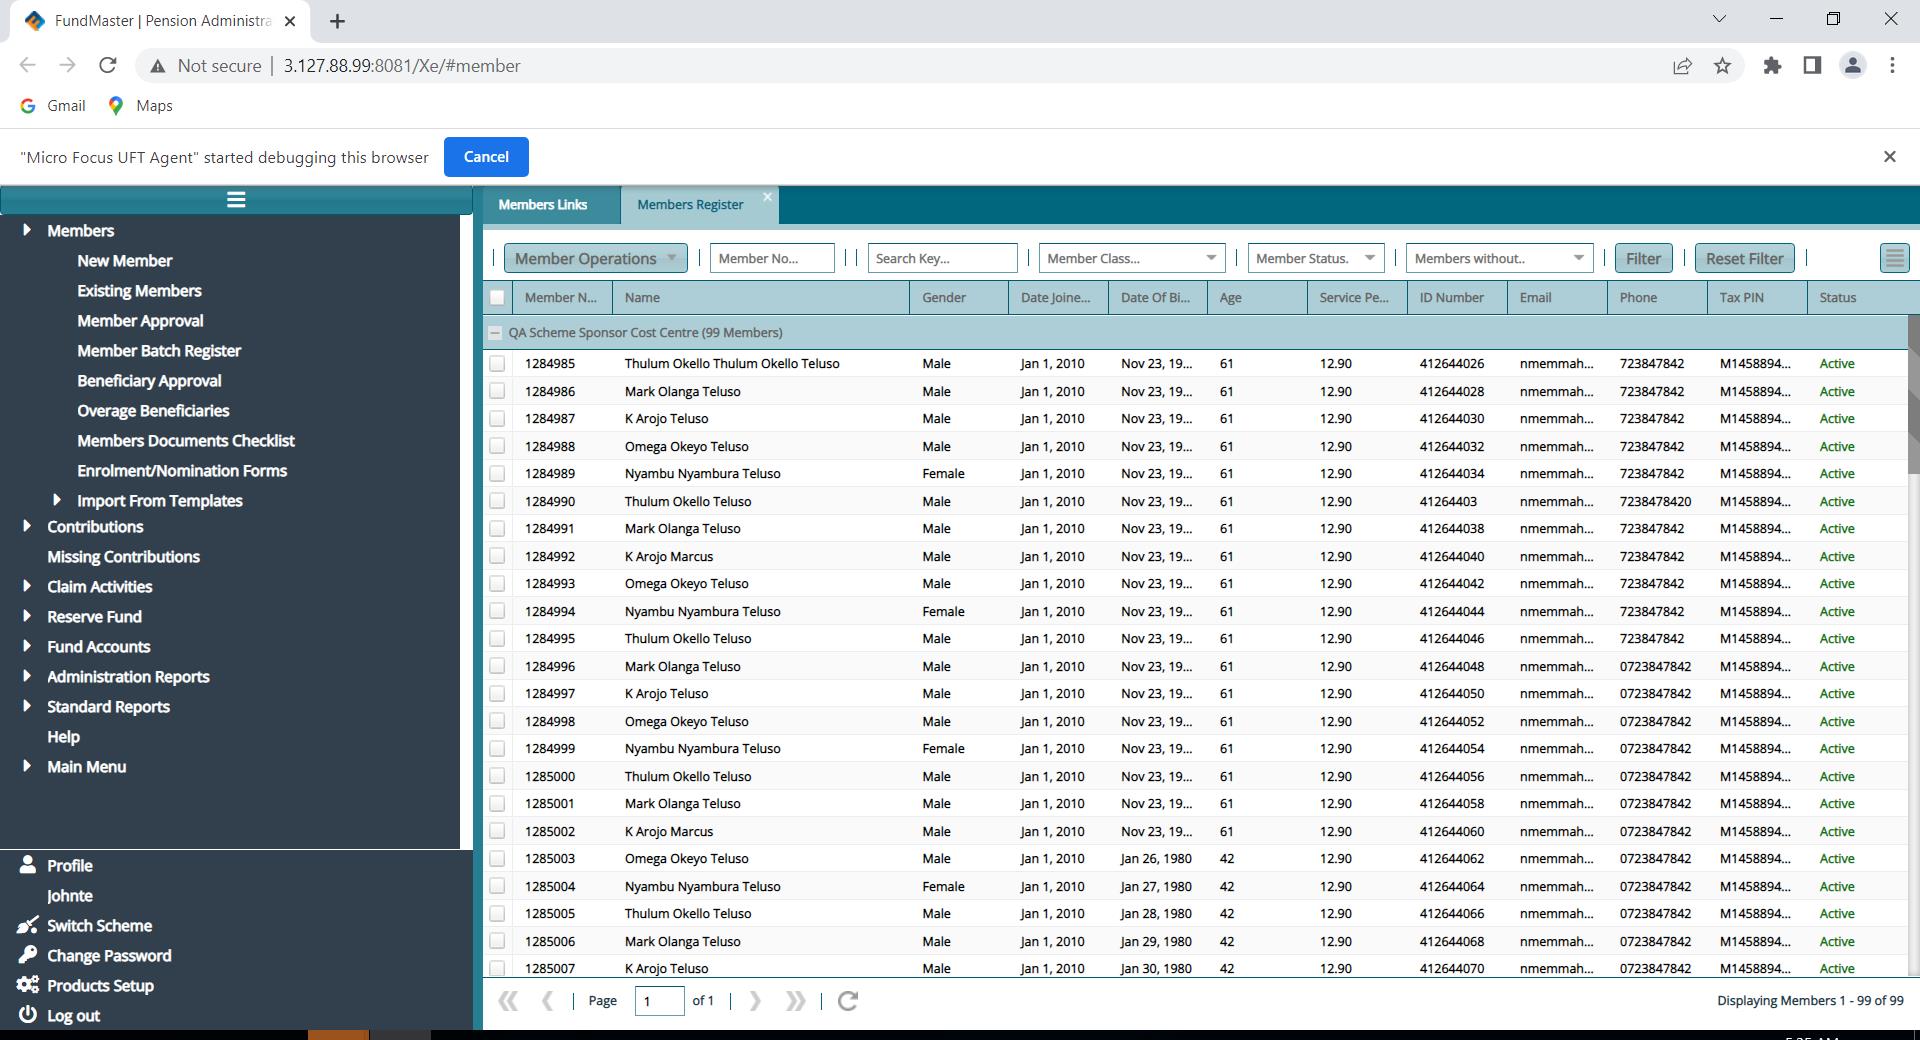 FundMaster | Pension Administra
Not secure | 3.127.88.99:8081/Xe/#member
Gmail Maps
"Micro Focus UFT Agent" started debugging this browser Cancel
Members
New Member
Existing Members
Member Approval
Member Batch Register
Beneficiary Approval
Overage Beneficiaries
Members Documents Checklist
Enrolment/Nomination Forms
Import From Templates
Contributions
Missing Contributions
Claim Activities
Reserve Fund
Fund Accounts
Administration Reports
Standard Reports
Help
Main Menu
Profile
Johnte
Switch Scheme
Change Password
Products Setup
Log out
Members Links Members Register
Member Operations Member No... Search Key... Member Class... Member Status. Members without.. Filter Reset Filter
Member N... Name Gender Date Joine... Date Of Bi... Age Service Pe... ID Number Email Phone Tax PIN Status
QA Scheme Sponsor Cost Centre (99 Members)
1284985 Thulum Okello Thulum Okello Teluso Male Jan 1, 2010 Nov 23, 19... 61 12.90 412644026 nmemmah... 723847842 M1458894... Active
1284986 Mark Olanga Teluso Male Jan 1, 2010 Nov 23, 19... 61 12.90 412644028 nmemmah... 723847842 M1458894... Active
1284987 K Arojo Teluso Male Jan 1, 2010 Nov 23, 19... 61 12.90 412644030 nmemmah... 723847842 M1458894... Active
1284988 Omega Okeyo Teluso Male Jan 1, 2010 Nov 23, 19... 61 12.90 412644032 nmemmah... 723847842 M1458894... Active
1284989 Nyambu Nyambura Teluso Female Jan 1, 2010 Nov 23, 19... 61 12.90 412644034 nmemmah... 723847842 M1458894... Active
1284990 Thulum Okello Teluso Male Jan 1, 2010 Nov 23, 19... 61 12.90 41264403 nmemmah... 7238478420 M1458894... Active
1284991 Mark Olanga Teluso Male Jan 1, 2010 Nov 23, 19... 61 12.90 412644038 nmemmah... 723847842 M1458894... Active
1284992 K Arojo Marcus Male Jan 1, 2010 Nov 23, 19... 61 12.90 412644040 nmemmah... 723847842 M1458894... Active
1284993 Omega Okeyo Teluso Male Jan 1, 2010 Nov 23, 19... 61 12.90 412644042 nmemmah... 723847842 M1458894... Active
1284994 Nyambu Nyambura Teluso Female Jan 1, 2010 Nov 23, 19... 61 12.90 412644044 nmemmah... 723847842 M1458894... Active
1284995 Thulum Okello Teluso Male Jan 1, 2010 Nov 23, 19... 61 12.90 412644046 nmemmah... 723847842 M1458894... Active
1284996 Mark Olanga Teluso Male Jan 1, 2010 Nov 23, 19... 61 12.90 412644048 nmemmah... 0723847842 M1458894... Active
1284997 K Arojo Teluso Male Jan 1, 2010 Nov 23, 19... 61 12.90 412644050 nmemmah... 0723847842 M1458894... Active
1284998 Omega Okeyo Teluso Male Jan 1, 2010 Nov 23, 19... 61 12.90 412644052 nmemmah... 0723847842 M1458894... Active
1284999 Nyambu Nyambura Teluso Female Jan 1, 2010 Nov 23, 19... 61 12.90 412644054 nmemmah... 0723847842 M1458894... Active
1285000 Thulum Okello Teluso Male Jan 1, 2010 Nov 23, 19... 61 12.90 412644056 nmemmah... 0723847842 M1458894... Active
1285001 Mark Olanga Teluso Male Jan 1, 2010 Nov 23, 19... 61 12.90 412644058 nmemmah... 0723847842 M1458894... Active
1285002 K Arojo Marcus Male Jan 1, 2010 Nov 23, 19... 61 12.90 412644060 nmemmah... 0723847842 M1458894... Active
1285003 Omega Okeyo Teluso Male Jan 1, 2010 Jan 26, 1980 42 12.90 412644062 nmemmah... 0723847842 M1458894... Active
1285004 Nyambu Nyambura Teluso Female Jan 1, 2010 Jan 27, 1980 42 12.90 412644064 nmemmah... 0723847842 M1458894... Active
1285005 Thulum Okello Teluso Male Jan 1, 2010 Jan 28, 1980 42 12.90 412644066 nmemmah... 0723847842 M1458894... Active
1285006 Mark Olanga Teluso Male Jan 1, 2010 Jan 29, 1980 42 12.90 412644068 nmemmah... 0723847842 M1458894... Active
1285007 K Arojo Teluso Male Jan 1, 2010 Jan 30, 1980 42 12.90 412644070 nmemmah... 0723847842 M1458894... Active
Page 1 of 1 Displaying Members 1 - 99 of 99